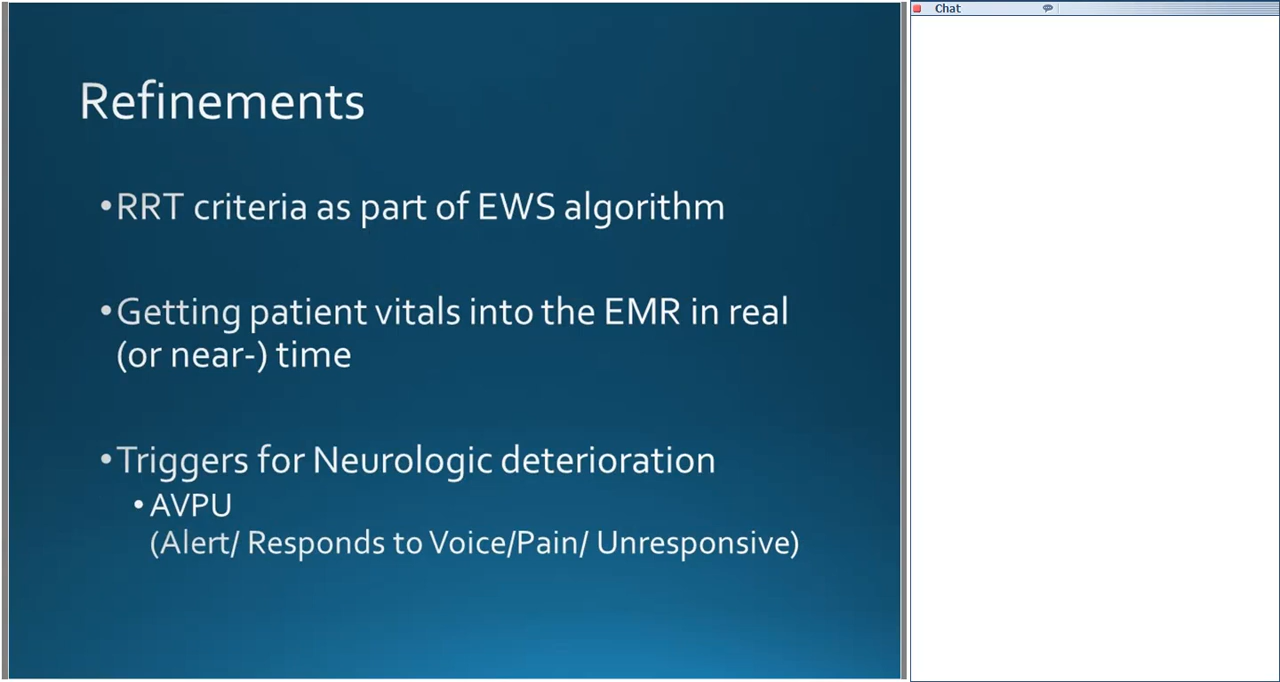 Chat
Refinements
•RRT criteria as part of EWS algorithm
•Getting patient vitals into the EMR in real
(or near-) time
•Triggers for Neurologic deterioration
•AVPU
(Alert/ Responds to Voice/Pain/ Unresponsive)